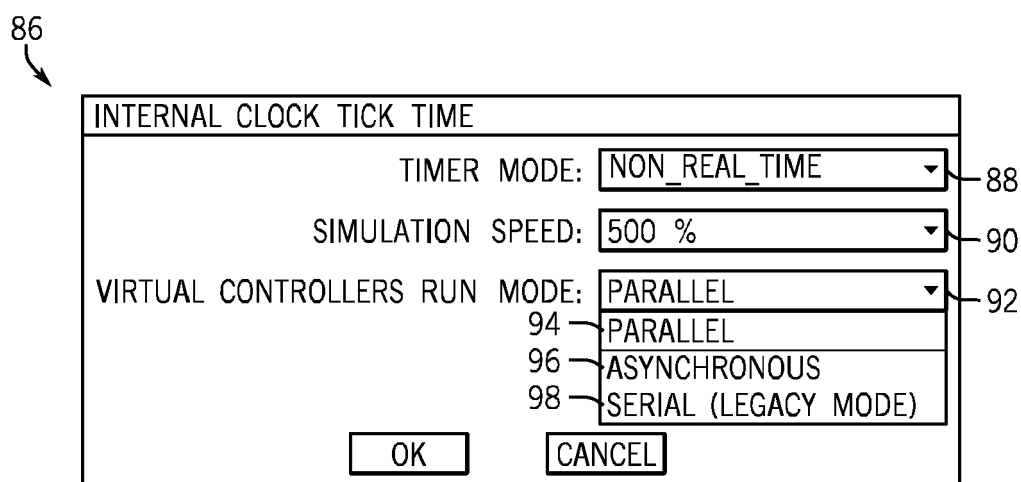 86
INTERNAL CLOCK TICK TIME
TIMER MODE: NON_REAL_TIME 88
SIMULATION SPEED: 500 % 90
VIRTUAL CONTROLLERS RUN MODE: PARALLEL 92
94 PARALLEL
96 ASYNCHRONOUS
98 SERIAL (LEGACY MODE)
OK CANCEL